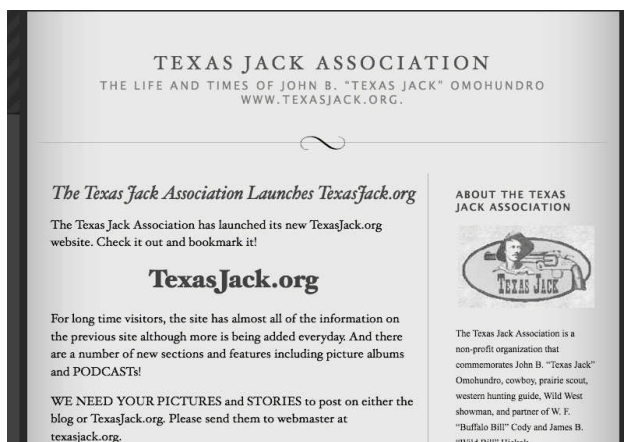 TEXAS JACK ASSOCIATION
THE LIFE AND TIMES OF JOHN B. "TEXAS JACK" OMOHUNDRO
WWW.TEXASJACK.ORG.
The Texas Jack Association Launches TexasJack.org
The Texas Jack Association has launched its new TexasJack.org
website. Check it out and bookmark it!
TexasJack.org
For long time visitors, the site has almost all of the information on
the previous site although more is being added everyday. And there
are a number of new sections and features including picture albums
and PODCASTs!
WE NEED YOUR PICTURES and STORIES to post on either the
blog or TexasJack.org. Please send them to webmaster at
texasjack.org.
ABOUT THE TEXAS
JACK ASSOCIATION
TEXAS JACK
The Texas Jack Association is a
non-profit organization that
commemorates John B. "Texas Jack"
Omohundro, cowboy, prairie scout,
western hunting guide, Wild West
showman, and partner of W. F.
"Buffalo Bill" Cody and James B.
"Wild Bill" Hickok